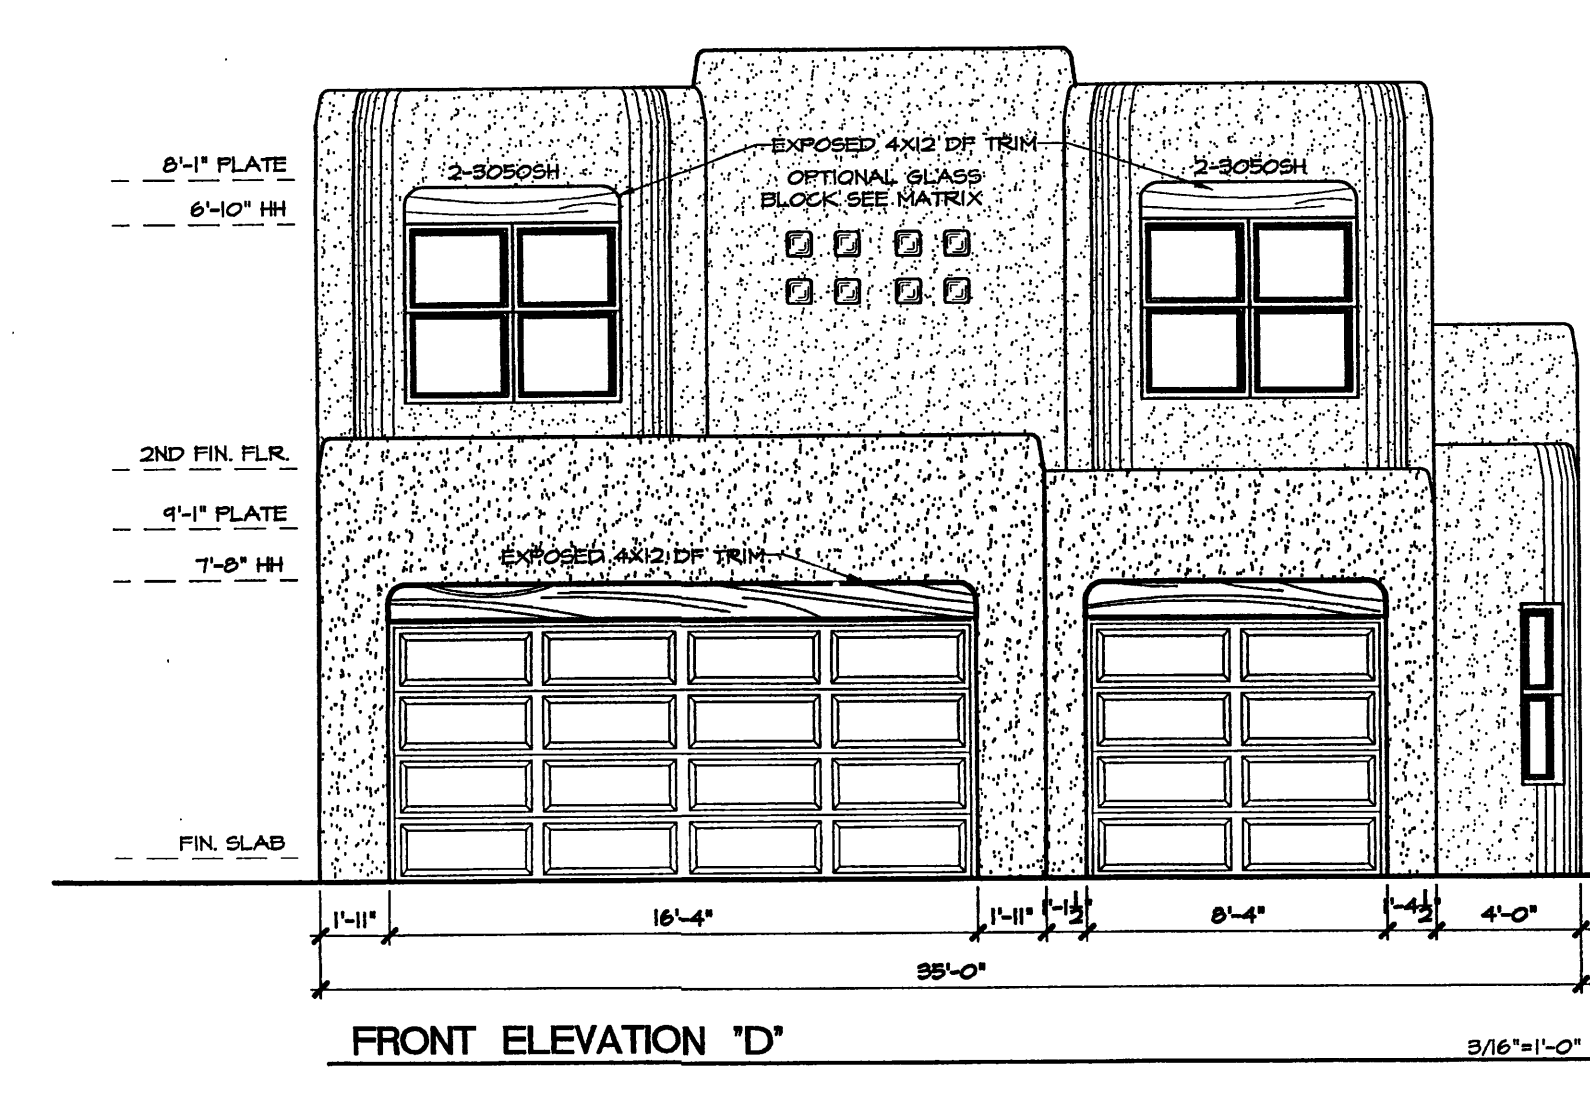 EXPOSED 4X12 DF TRIM
8'-1" PLATE
2-3050SH
2-3050SH
OPTIONAL GLASS
BLOCK SEE MATRIX
6'-10" HH
2ND FIN. FLR.
9'-1" PLATE
EXPOSED 4X12 DF TRIM
7'-8" HH
FIN. SLAB
1'-11" 16'-4" 1'-11" 1'-1½" 8'-4" 1'-4½" 4'-0"
35'-0"
FRONT ELEVATION "D"
3/16"=1'-0"